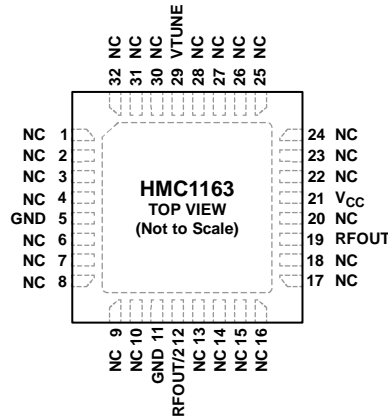 32 NC
31 NC
30 NC
29 VTUNE
28 NC
27 NC
26 NC
25 NC
NC 1
NC 2
NC 3
NC 4
GND 5
NC 6
NC 7
NC 8
HMC1163
TOP VIEW
(Not to Scale)
24 NC
23 NC
22 NC
21 VCC
20 NC
19 RFOUT
18 NC
17 NC
NC 9
NC 10
GND 11
RFOUT/2 12
NC 13
NC 14
NC 15
NC 16